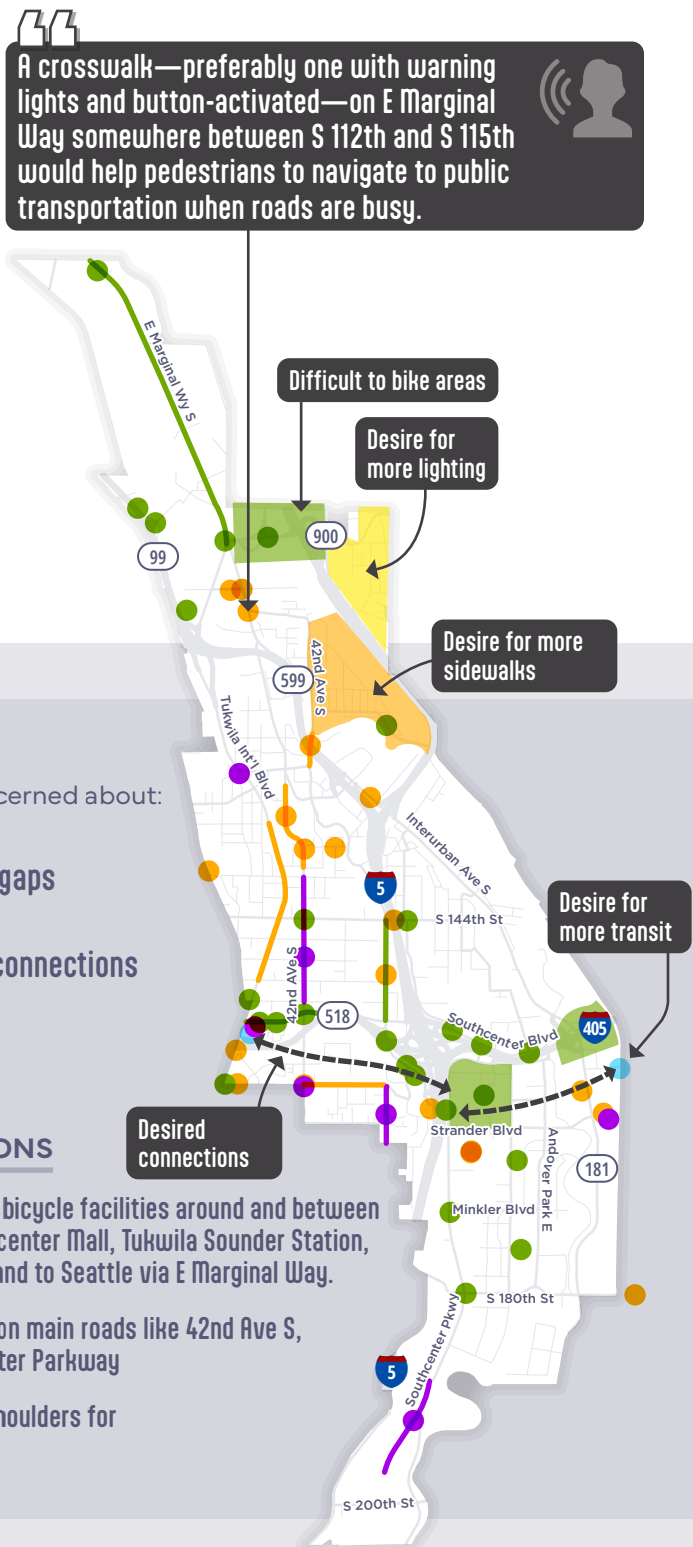 A crosswalk—preferably one with warning
lights and button-activated—on E Marginal
Way somewhere between S 112th and S 115th
would help pedestrians to navigate to public
transportation when roads are busy.
E Marginal Wy S
Difficult to bike areas
Desire for
more lighting
900
99
Desire for more
sidewalks
42nd Ave S
599
Tukwila Int'l Blvd
cerned about:
Interurban Ave S
gaps
5
Desire for
more transit
S 144th St
connections
42nd AVe S
518
Southcenter Blvd
405
Desired
connections
Strander Blvd
ONS
Andover Park E
181
bicycle facilities around and between
center Mall, Tukwila Sounder Station,
and to Seattle via E Marginal Way.
Minkler Blvd
S 180th St
on main roads like 42nd Ave S,
ter Parkway
Southcenter Pkwy
5
houlders for
S 200th St